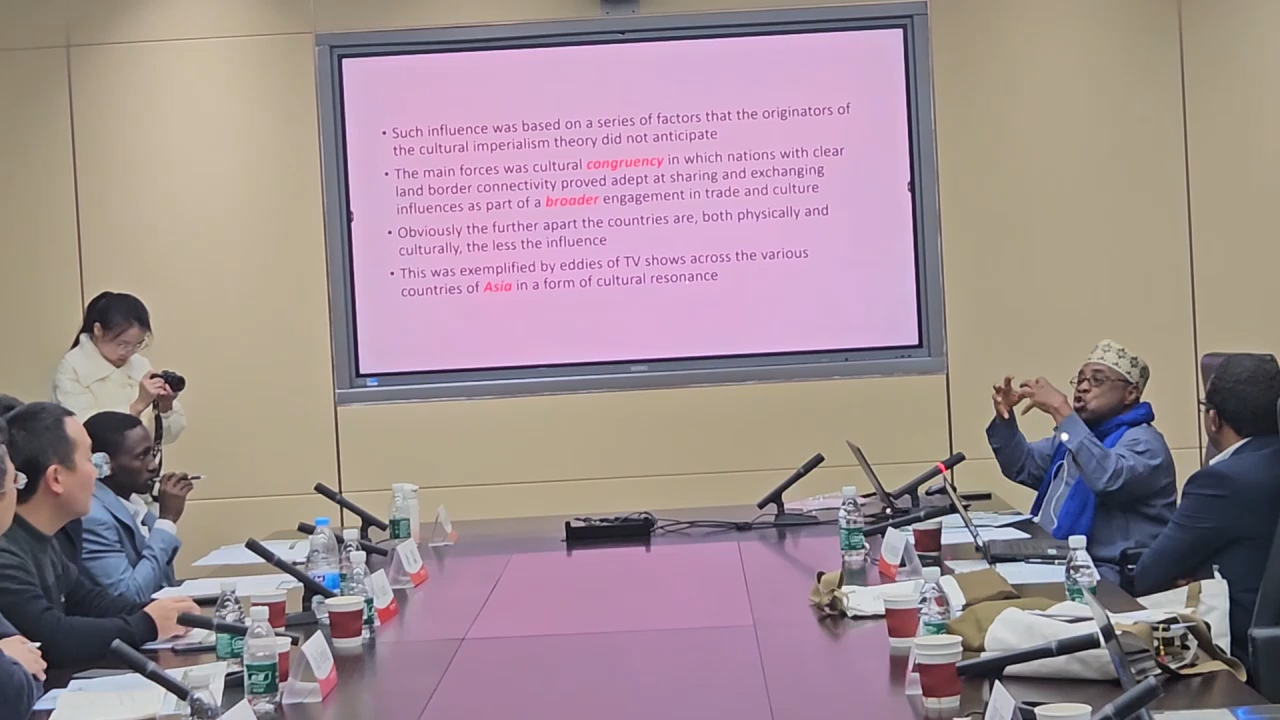 • Such influence was based on a series of factors that the originators of
the cultural imperialism theory did not anticipate
• The main forces was cultural congruency in which nations with clear
land border connectivity proved adept at sharing and exchanging
influences as part of a broader engagement in trade and culture
• Obviously the further apart the countries are, both physically and
culturally, the less the influence
• This was exemplified by eddies of TV shows across the various
countries of Asia in a form of cultural resonance